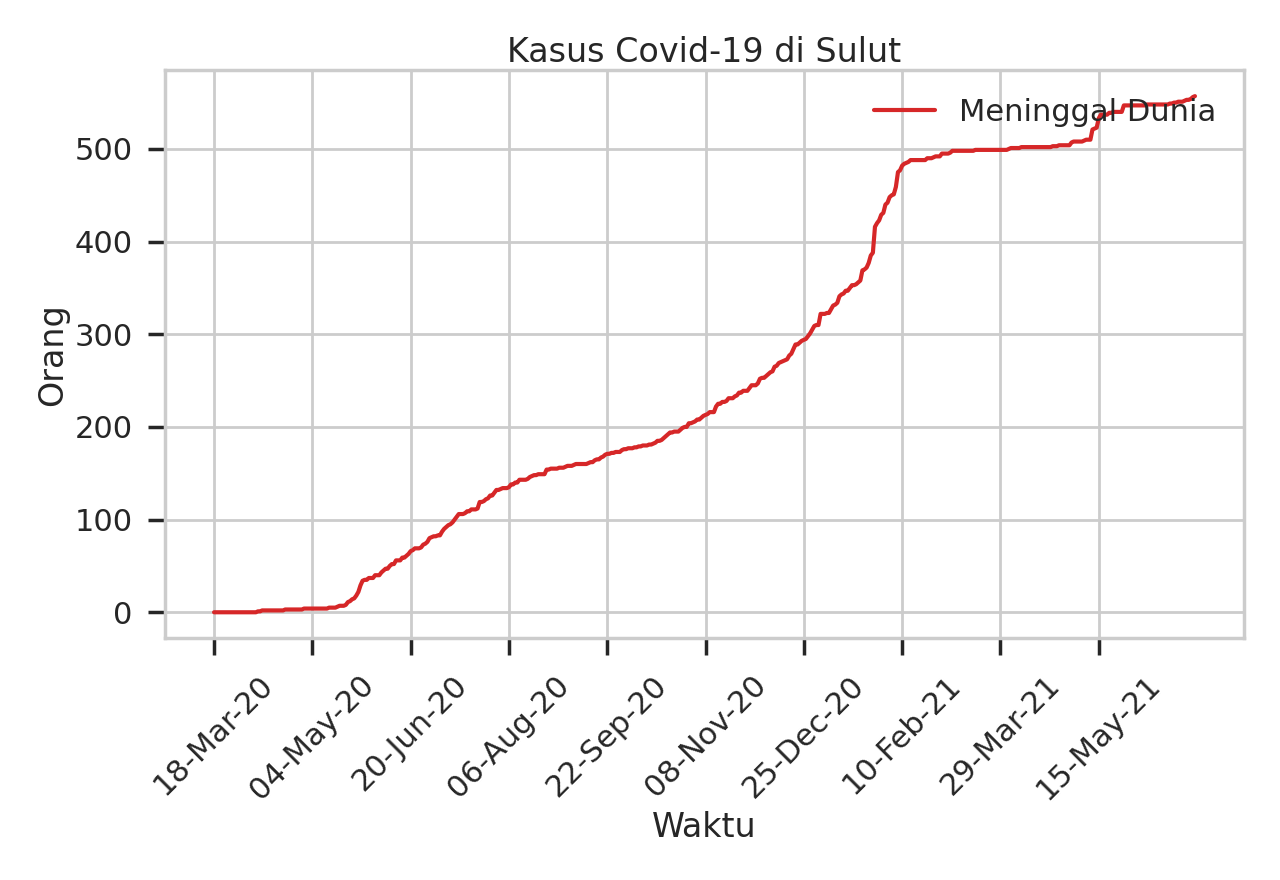 Kasus Covid-19 di Sulut
Meninggal Dunia
Orang
500
400
300
200
100
0
18-Mar-20
04-May-20
20-Jun-20
06-Aug-20
22-Sep-20
08-Nov-20
25-Dec-20
10-Feb-21
29-Mar-21
15-May-21
Waktu